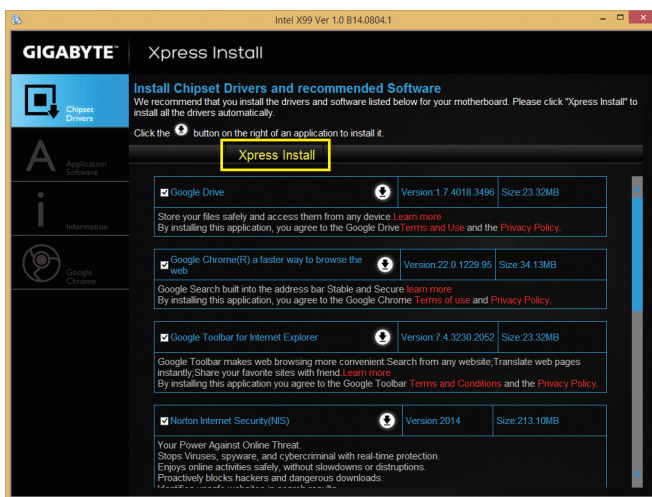 Intel X99 Ver 1.0 B14.0804.1
GIGABYTE™
Xpress Install
Chipset
Drivers
Application
Software
Information
Google
Chrome
Install Chipset Drivers and recommended Software
We recommend that you install the drivers and software listed below for your motherboard. Please click "Xpress Install" to
install all the drivers automatically.
Click the button on the right of an application to install it.
Xpress Install
Google Drive Version:1.7.4018.3496 Size:23.32MB
Store your files safely and access them from any device.Learn more
By installing this application, you agree to the Google DriveTerms and Use and the Privacy Policy.
Google Chrome(R) a faster way to browse the
web Version:22.0.1229.95 Size:34.13MB
Google Search built into the address bar Stable and Secure learn more
By installing this application, you agree to the Google Chrome Terms of use and Privacy Policy.
Google Toolbar for Internet Explorer Version:7.4.3230.2052 Size:23.32MB
Google Toolbar makes web browsing more convenient:Search from any website;Translate web pages
instantly;Share your favorite sites with friend.Learn more
By installing this application you agree to the Google Toolbar Terms and Conditions and the Privacy Policy.
Norton Internet Security(NIS) Version:2014 Size:213.10MB
Your Power Against Online Threat.
Stops Viruses, spyware, and cybercriminal with real-time protection.
Enjoys online activities safely, without slowdowns or distruptions.
Proactively blocks hackers and dangerous downloads.